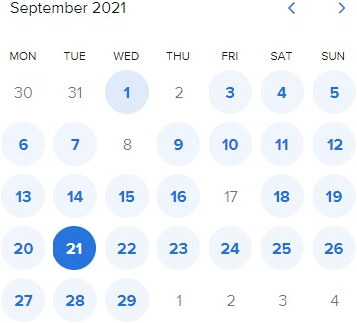 September 2021
MON TUE WED THU FRI SAT SUN
30 31 1 2 3 4 5
6 7 8 9 10 11 12
13 14 15 16 17 18 19
20 21 22 23 24 25 26
27 28 29 1 2 3 4